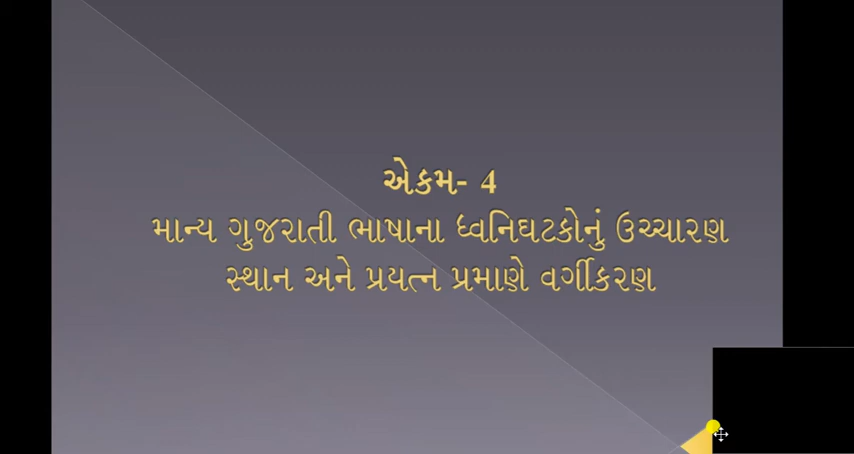 એકમ- 4
માન્ય ગુજરાતી ભાષાના ધ્વનિઘટકોનું ઉચ્ચારણ
સ્થાન અને પ્રયત્ન પ્રમાણે વર્ગીકરણ